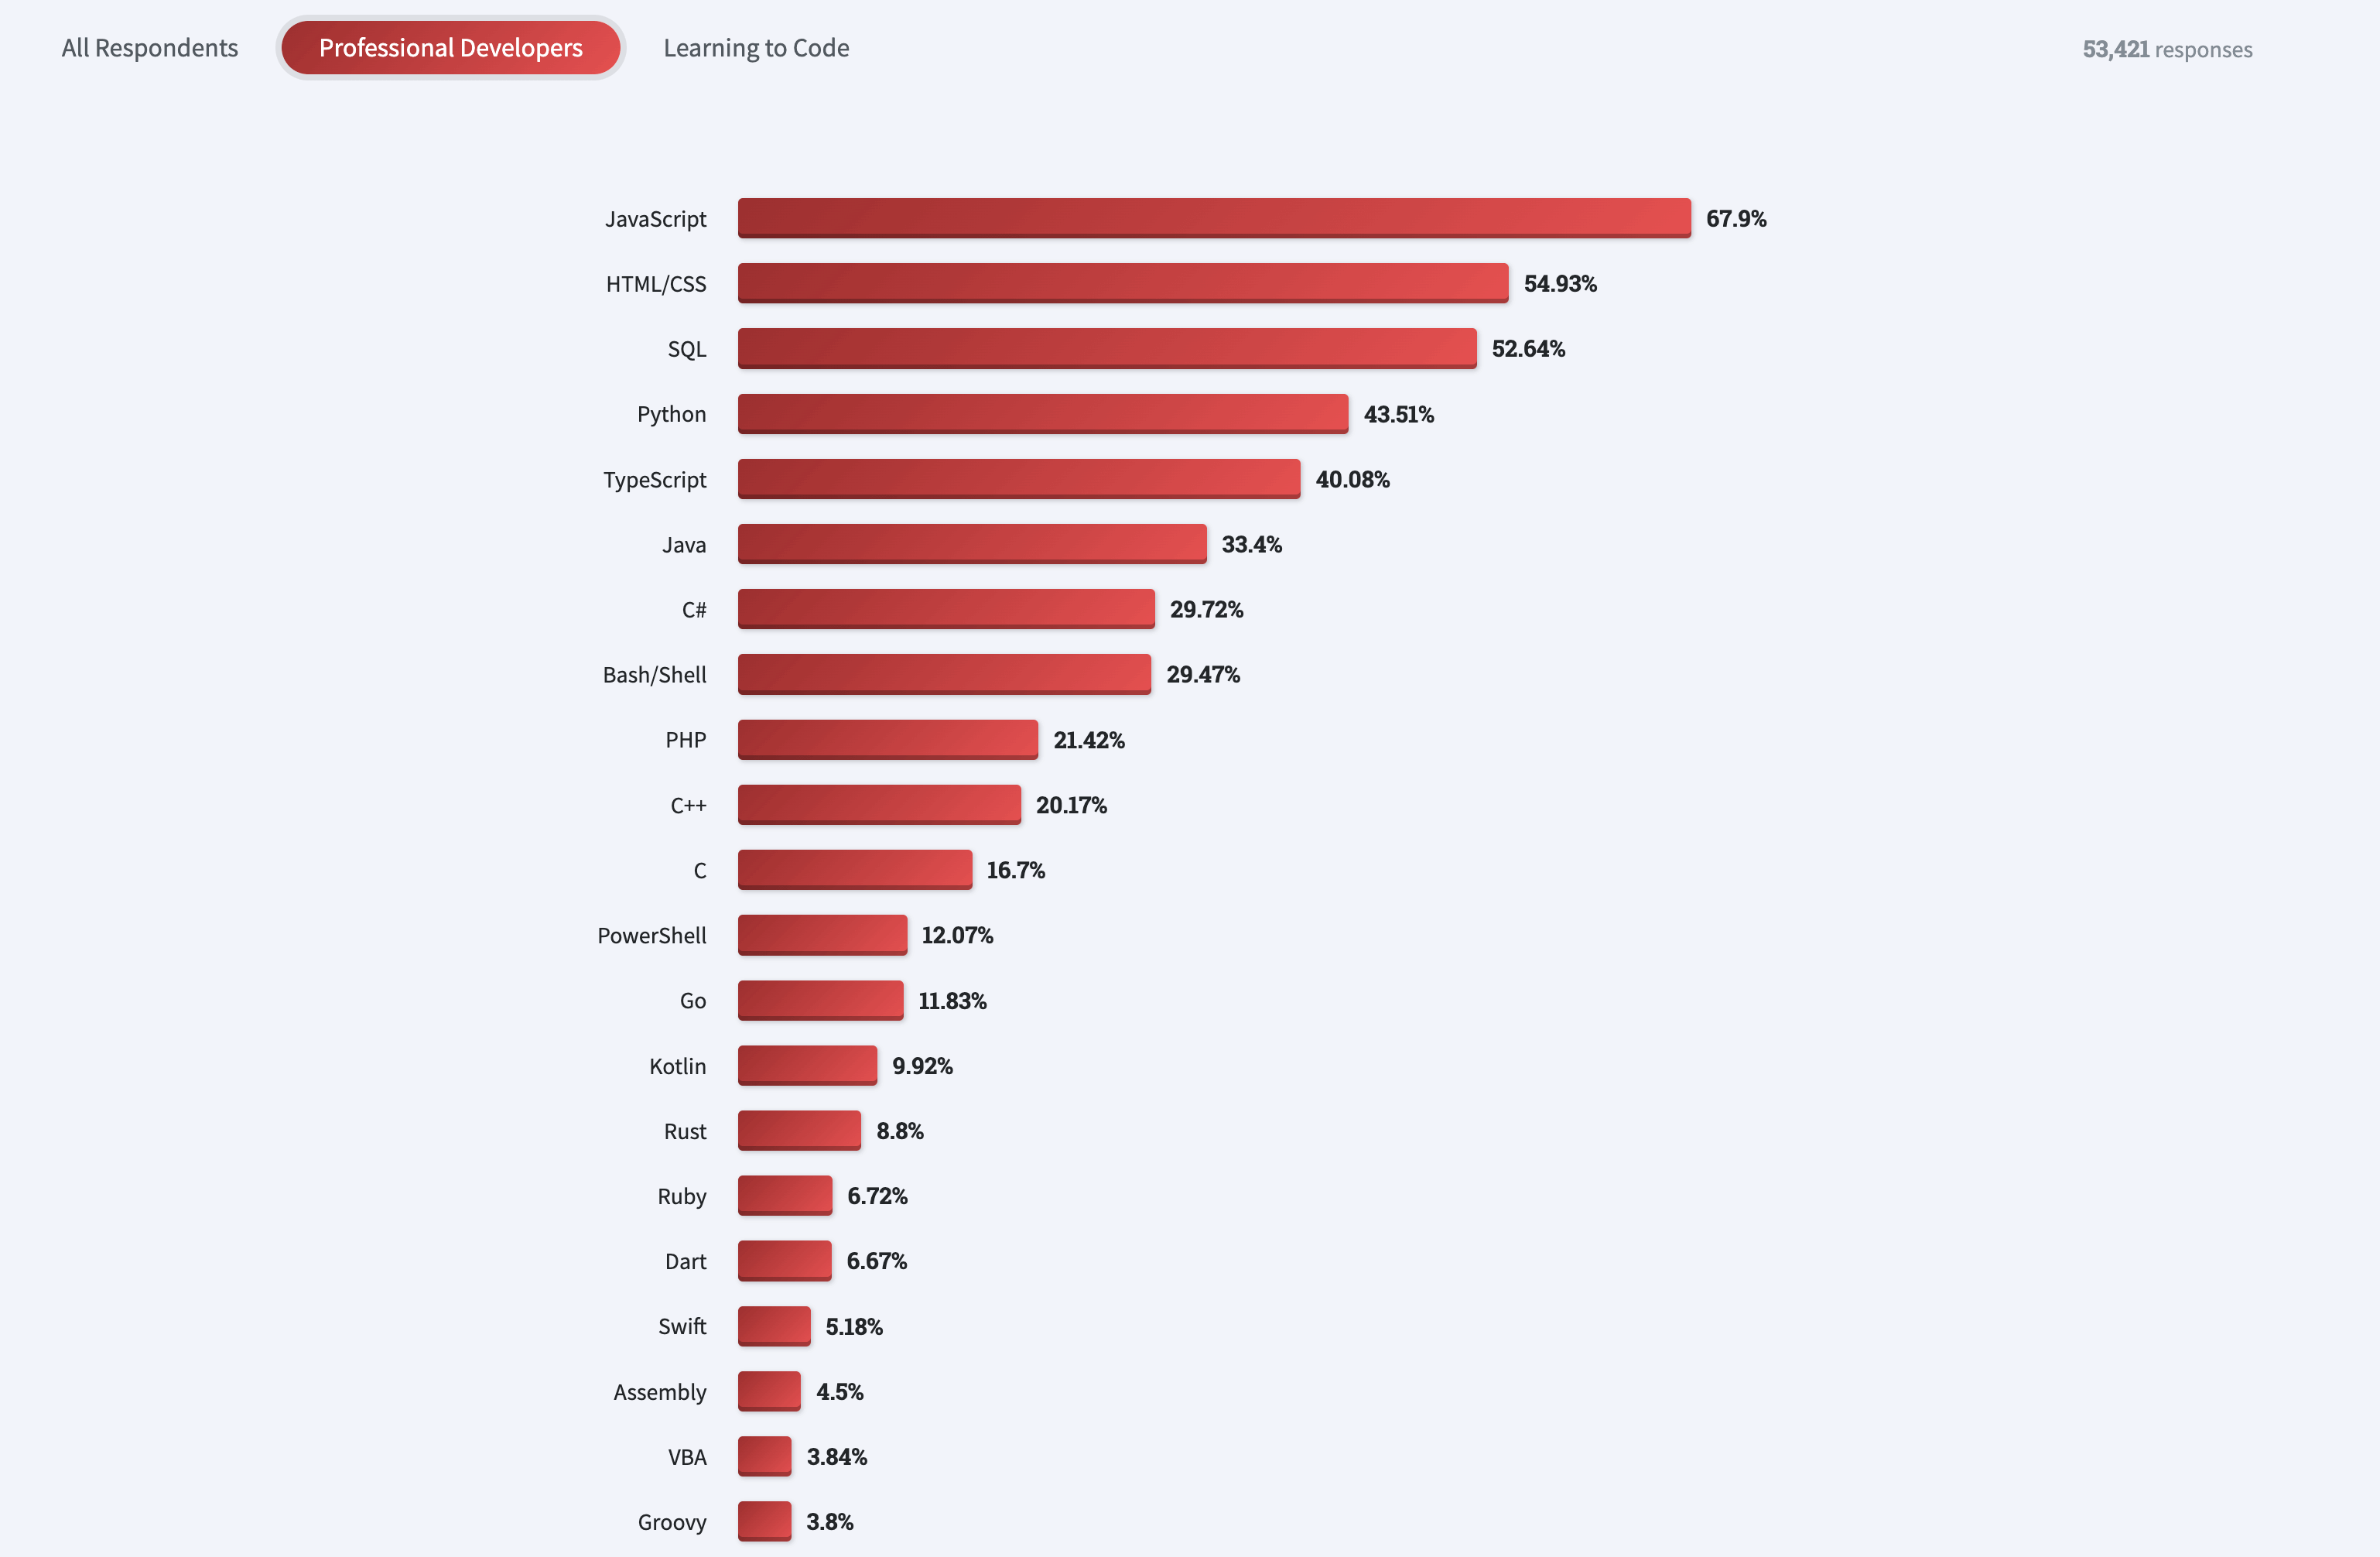 All Respondents Professional Developers Learning to Code 53,421 responses
JavaScript 67.9%
HTML/CSS 54.93%
SQL 52.64%
Python 43.51%
TypeScript 40.08%
Java 33.4%
C# 29.72%
Bash/Shell 29.47%
PHP 21.42%
C++ 20.17%
C 16.7%
PowerShell 12.07%
Go 11.83%
Kotlin 9.92%
Rust 8.8%
Ruby 6.72%
Dart 6.67%
Swift 5.18%
Assembly 4.5%
VBA 3.84%
Groovy 3.8%